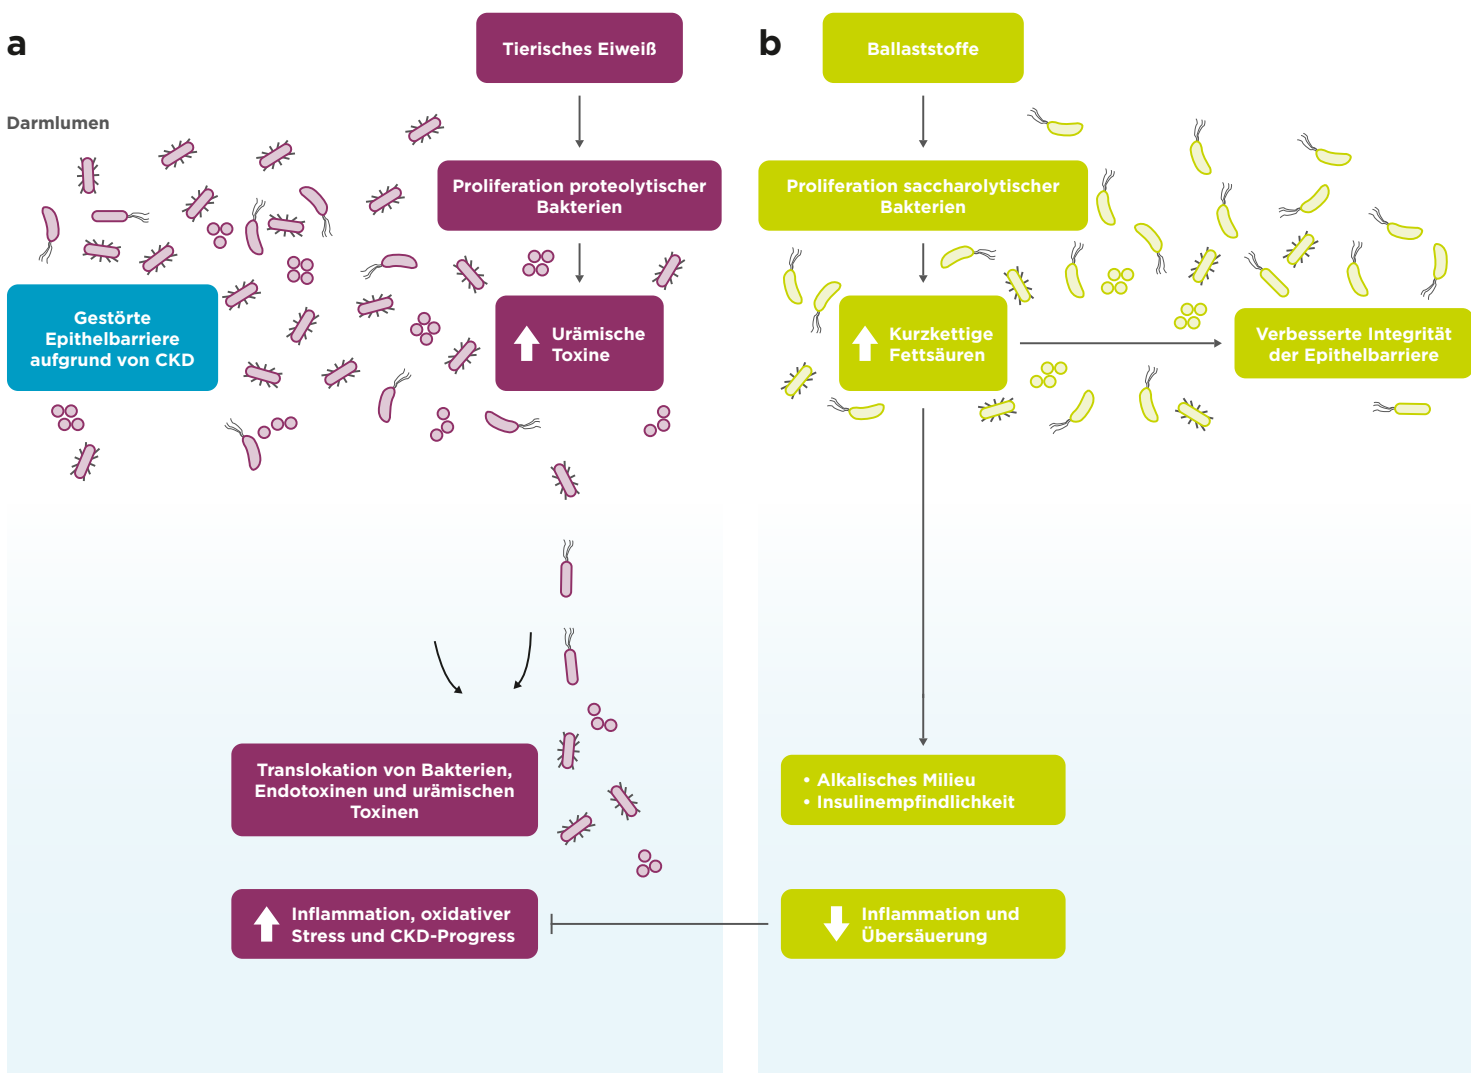 a
Tierisches Eiweiß
Darmlumen
Proliferation proteolytischer
Bakterien
Gestörte
Epithelbarriere
aufgrund von CKD
Urämische
Toxine
Translokation von Bakterien,
Endotoxinen und urämischen
Toxinen
Inflammation, oxidativer
Stress und CKD-Progress
b
Ballaststoffe
Proliferation saccharolytischer
Bakterien
Kurzkettige
Fettsäuren
Verbesserte Integrität
der Epithelbarriere
• Alkalisches Milieu
• Insulinempfindlichkeit
Inflammation und
Übersäuerung